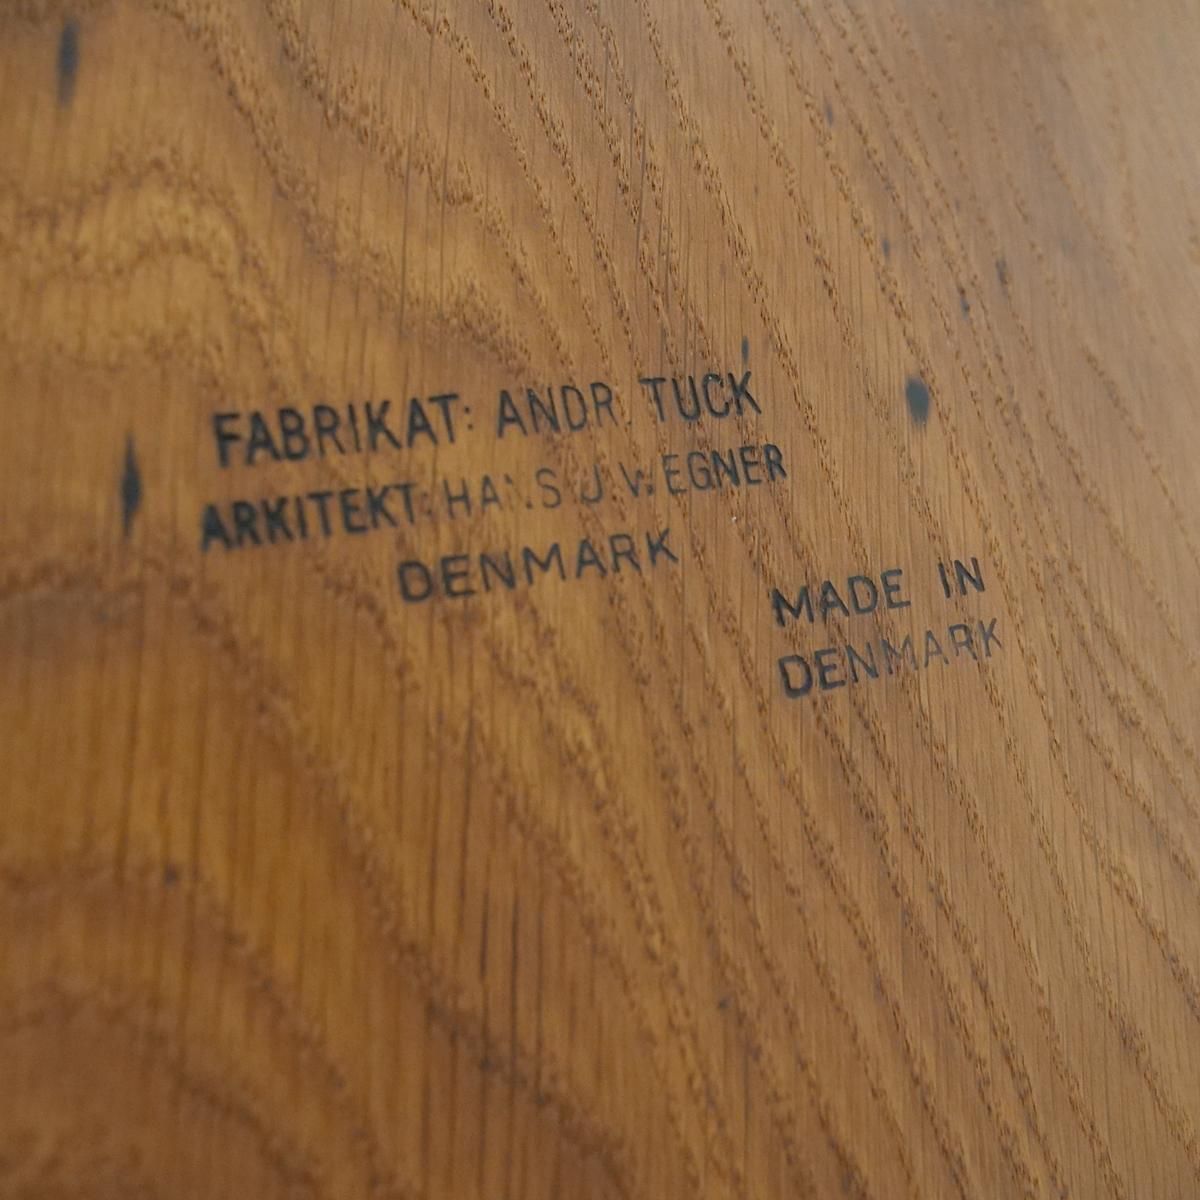 FABRIKAT: ANDR. TUCK
ARKITEKT: HANS J. WEGNER
DENMARK
MADE IN
DENMARK